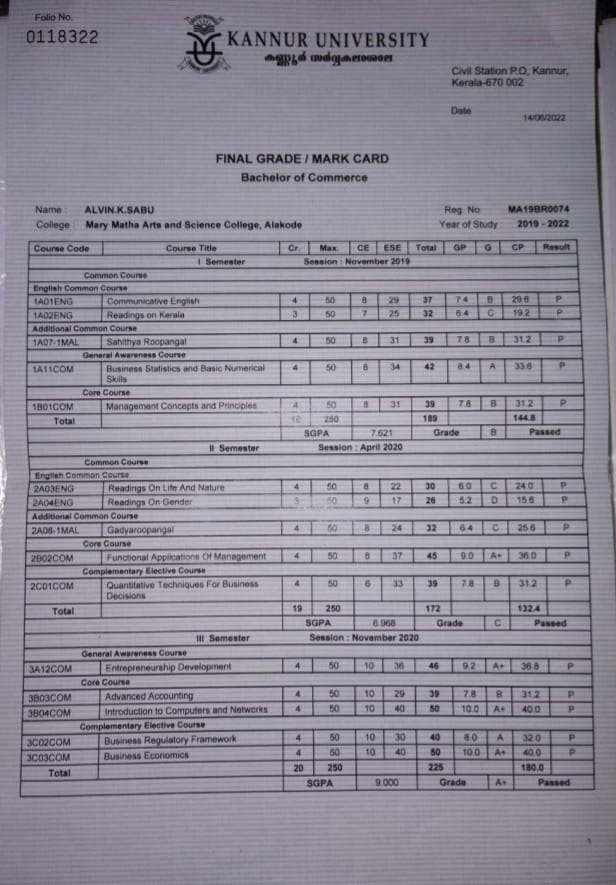 Folio No.
0118322
KANNUR UNIVERSITY
കണ്ണൂർ സർവ്വകലാശാല
Civil Station P.O, Kannur,
Kerala-670 002
Date 14/06/2022
FINAL GRADE / MARK CARD
Bachelor of Commerce
Name : ALVIN.K.SABU Reg. No. MA19BR0074
College : Mary Matha Arts and Science College, Alakode Year of Study : 2019 - 2022
Course Code Course Title Cr. Max. CE ESE Total GP G CP Result
I Semester Session : November 2019
Common Course
English Common Course
1A01ENG Communicative English 4 50 8 29 37 7.4 B 29.6 P
1A02ENG Readings on Kerala 3 50 7 25 32 6.4 C 19.2 P
Additional Common Course
1A07-1MAL Sahithya Roopangal 4 50 8 31 39 7.8 B 31.2 P
General Awareness Course
1A11COM Business Statistics and Basic Numerical 4 50 8 34 42 8.4 A 33.6 P
Skills
Core Course
1B01COM Management Concepts and Principles 4 50 8 31 39 7.8 B 31.2 P
Total 250 189 144.8
SGPA 7.621 Grade B Passed
II Semester Session : April 2020
Common Course
English Common Course
2A03ENG Readings On Life And Nature 4 50 8 22 30 6.0 C 24.0 P
2A04ENG Readings On Gender 3 50 9 17 26 5.2 D 15.6 P
Additional Common Course
2A08-1MAL Gadyaroopangal 4 50 8 24 32 6.4 C 25.6 P
Core Course
2B02COM Functional Applications Of Management 4 50 8 37 45 9.0 A+ 36.0 P
Complementary Elective Course
2C01COM Quantitative Techniques For Business 4 50 6 33 39 7.8 B 31.2 P
Decisions
Total 19 250 172 132.4
SGPA 6.968 Grade C Passed
III Semester Session : November 2020
General Awareness Course
3A12COM Entrepreneurship Development 4 50 10 36 46 9.2 A+ 36.8 P
Core Course
3B03COM Advanced Accounting 4 50 10 29 39 7.8 B 31.2 P
3B04COM Introduction to Computers and Networks 4 50 10 40 50 10.0 A+ 40.0 P
Complementary Elective Course
3C02COM Business Regulatory Framework 4 50 10 30 40 8.0 A 32.0 P
3C03COM Business Economics 4 50 10 40 50 10.0 A+ 40.0 P
Total 20 250 225 180.0
SGPA 9.000 Grade A+ Passed
1